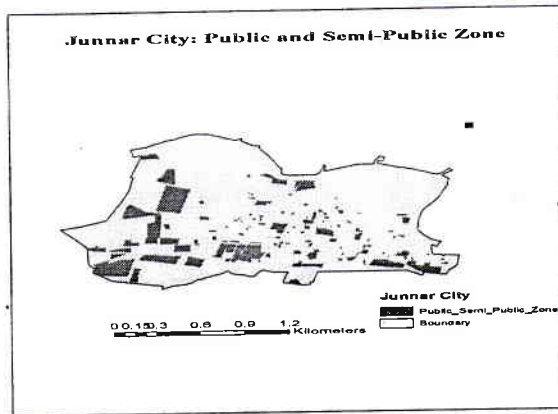 Junnar City: Public and Semi-Public Zone
Junnar City
Public_Semi_Public_Zone
Boundary
0 0.15 0.3 0.6 0.9 1.2
Kilometers